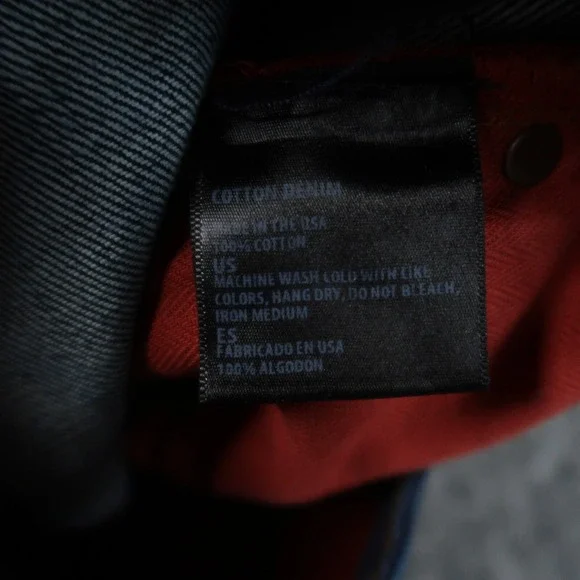 COTTON DENIM
MADE IN THE USA
100% COTTON
US
MACHINE WASH COLD WITH LIKE
COLORS, HANG DRY, DO NOT BLEACH,
IRON MEDIUM
ES
FABRICADO EN USA
100% ALGODON